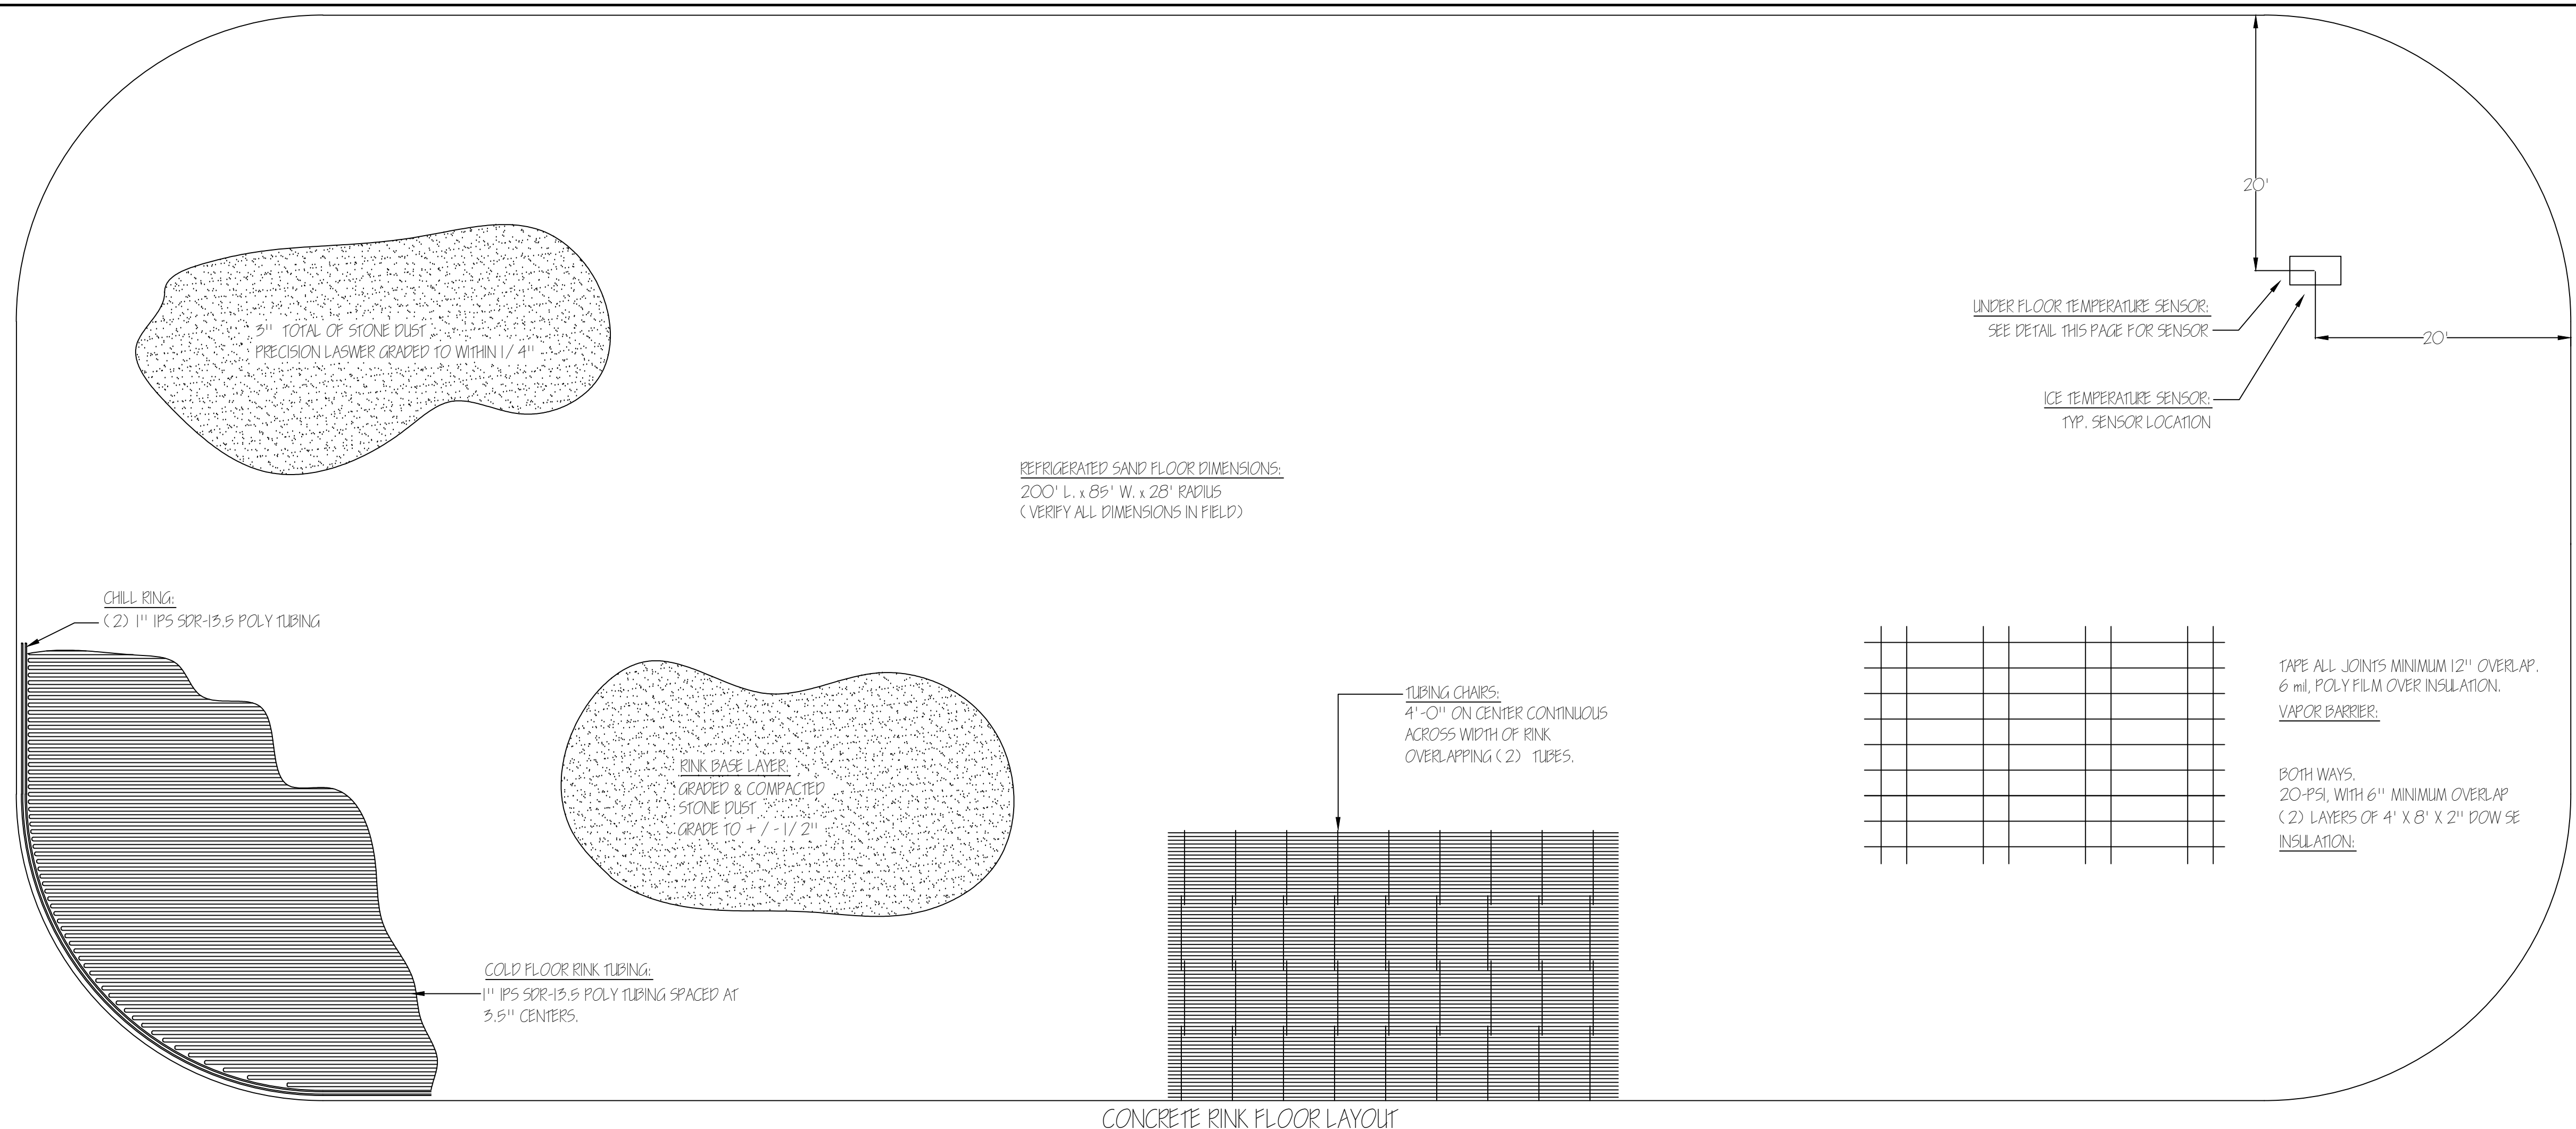 20'
3" TOTAL OF STONE DUST
PRECISION LASWER GRADED TO WITHIN 1/4"
UNDER FLOOR TEMPERATURE SENSOR:
SEE DETAIL THIS PAGE FOR SENSOR
20'
ICE TEMPERATURE SENSOR:
TYP. SENSOR LOCATION
REFRIGERATED SAND FLOOR DIMENSIONS:
200' L. x 85' W. x 28' RADIUS
(VERIFY ALL DIMENSIONS IN FIELD)
CHILL RING:
(2) 1" IPS SDR-13.5 POLY TUBING
TUBING CHAIRS:
4'-0" ON CENTER CONTINUOUS
ACROSS WIDTH OF RINK
OVERLAPPING (2) TUBES.
TAPE ALL JOINTS MINIMUM 12" OVERLAP.
6 mil, POLY FILM OVER INSULATION.
VAPOR BARRIER:
RINK BASE LAYER:
GRADED & COMPACTED
STONE DUST
GRADE TO +/-1/2"
BOTH WAYS.
20-PSI, WITH 6" MINIMUM OVERLAP
(2) LAYERS OF 4' X 8' X 2" DOW SE
INSULATION:
COLD FLOOR RINK TUBING:
1" IPS SDR-13.5 POLY TUBING SPACED AT
3.5" CENTERS.
CONCRETE RINK FLOOR LAYOUT